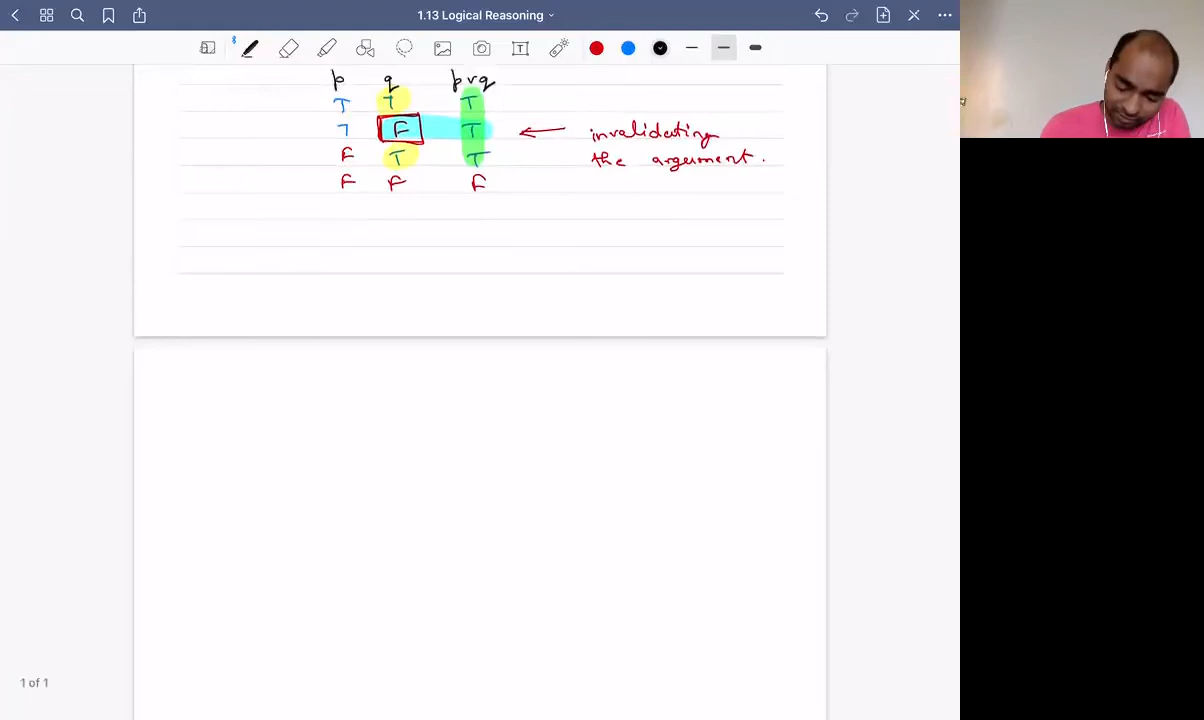 1.13 Logical Reasoning
T
p q p∨q
T T T
T F T
F T T
F F F
invalidating
the argument.
1 of 1